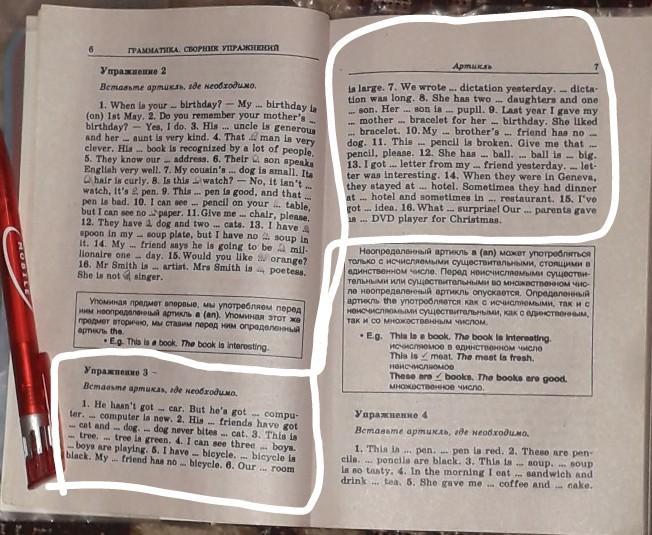 6 ГРАММАТИКА. СБОРНИК УПРАЖНЕНИЙ
Упражнение 2
Вставьте артикль, где необходимо.
1. When is your ... birthday? — My ... birthday is
(on) 1st May. 2. Do you remember your mother's ...
birthday? — Yes, I do. 3. His ... uncle is generous
and her ... aunt is very kind. 4. That man is very
clever. His ... book is recognized by a lot of people.
5. They know our ... address. 6. Their son speaks
English very well. 7. My cousin's ... dog is small. Its
hair is curly. 8. Is this watch? — No, it isn't ...
watch, it's pen. 9. This ... pen is good, and that ...
pen is bad. 10. I can see ... pencil on your ... table,
but I can see no paper. 11. Give me ... chair, please.
12. They have dog and two ... cats. 13. I have
spoon in my ... soup plate, but I have no soup in
it. 14. My ... friend says he is going to be mil-
lionaire one ... day. 15. Would you like orange?
16. Mr Smith is ... artist. Mrs Smith is ... poetess.
She is not singer.
Упоминая предмет впервые, мы употребляем перед
ним неопределенный артикль a (an). Упоминая этот же
предмет вторично, мы ставим перед ним определенный
артикль the.
• E.g. This is a book. The book is interesting.
Упражнение 3
Вставьте артикль, где необходимо.
1. He hasn't got ... car. But he's got ... compu-
ter. ... computer is new. 2. His ... friends have got
... cat and ... dog. ... dog never bites ... cat. 3. This is
... tree. ... tree is green. 4. I can see three ... boys.
... boys are playing. 5. I have ... bicycle. ... bicycle is
black. My ... friend has no ... bicycle. 6. Our ... room
Артикль 7
is large. 7. We wrote ... dictation yesterday. ... dicta-
tion was long. 8. She has two ... daughters and one
... son. Her ... son is ... pupil. 9. Last year I gave my
... mother ... bracelet for her ... birthday. She liked
... bracelet. 10. My ... brother's ... friend has no ...
dog. 11. This ... pencil is broken. Give me that ...
pencil, please. 12. She has ... ball. ... ball is ... big.
13. I got ... letter from my ... friend yesterday. ... let-
ter was interesting. 14. When they were in Geneva,
they stayed at ... hotel. Sometimes they had dinner
at ... hotel and sometimes in ... restaurant. 15. I've
got ... idea. 16. What ... surprise! Our ... parents gave
us ... DVD player for Christmas.
Неопределенный артикль a (an) может употребляться
только с исчисляемыми существительными, стоящими в
единственном числе. Перед неисчисляемыми существи-
тельными или существительными во множественном чис-
ле неопределенный артикль опускается. Определенный
артикль the употребляется как с исчисляемыми, так и с
неисчисляемыми существительными, как с единственным,
так и со множественным числом.
• E.g. This is a book. The book is interesting.
исчисляемое в единственном числе
This is ✓ meat. The meat is fresh.
неисчисляемое
These are ✓ books. The books are good.
множественное число.
Упражнение 4
Вставьте артикль, где необходимо.
1. This is ... pen. ... pen is red. 2. These are pen-
cils. ... pencils are black. 3. This is ... soup. ... soup
is so tasty. 4. In the morning I eat ... sandwich and
drink ... tea. 5. She gave me ... coffee and ... cake.